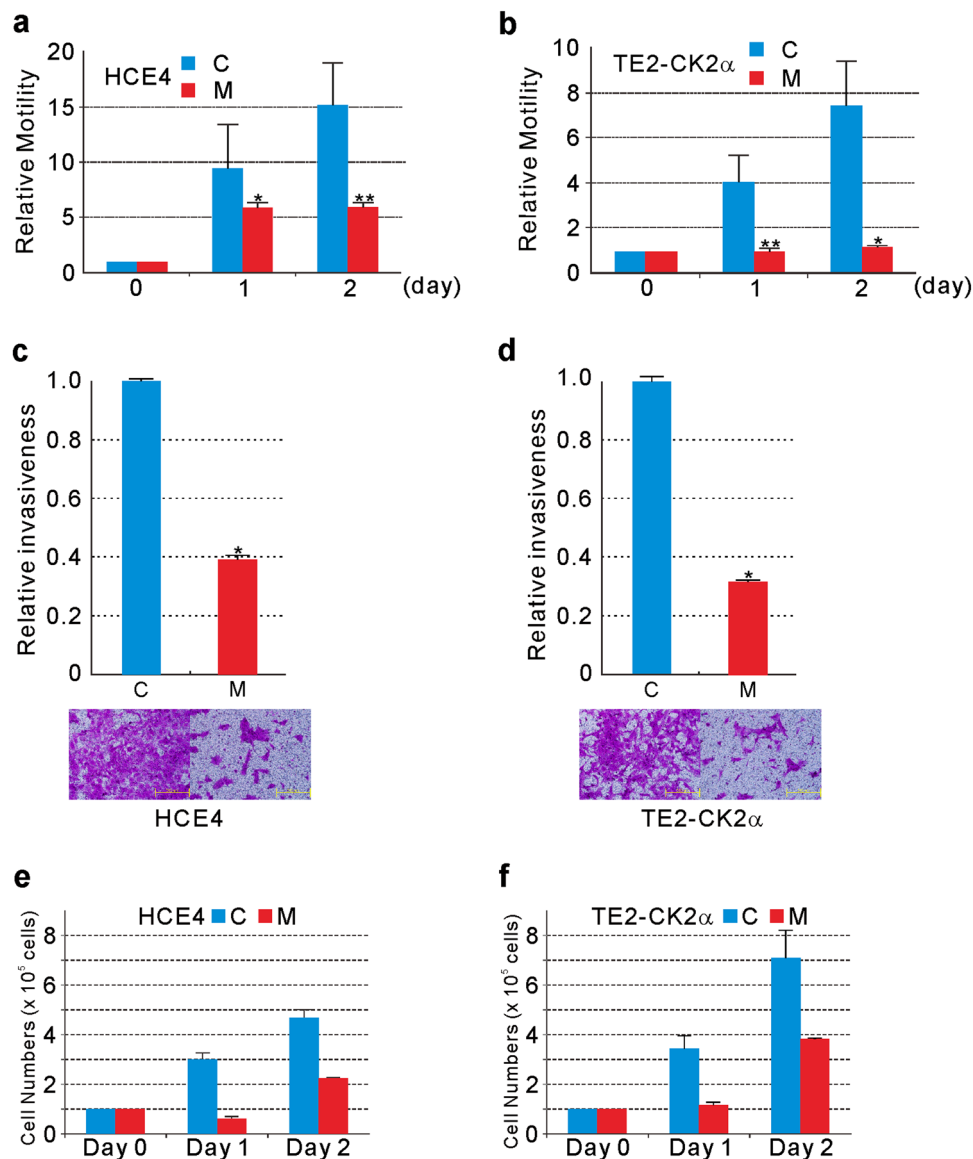 a
HCE4
C
M
Relative Motility
20
15
10
5
0
*
**
0 1 2 (day)
b
TE2-CK2α
C
M
Relative Motility
10
8
6
4
2
0
**
*
0 1 2 (day)
c
Relative invasiveness
1.0
0.8
0.6
0.4
0.2
0
*
C M
HCE4
d
Relative invasiveness
1.0
0.8
0.6
0.4
0.2
0
*
C M
TE2-CK2α
e
HCE4 C M
Cell Numbers (x 10⁵ cells)
8
6
4
2
0
Day 0 Day 1 Day 2
f
TE2-CK2α C M
Cell Numbers (x 10⁵ cells)
8
6
4
2
0
Day 0 Day 1 Day 2